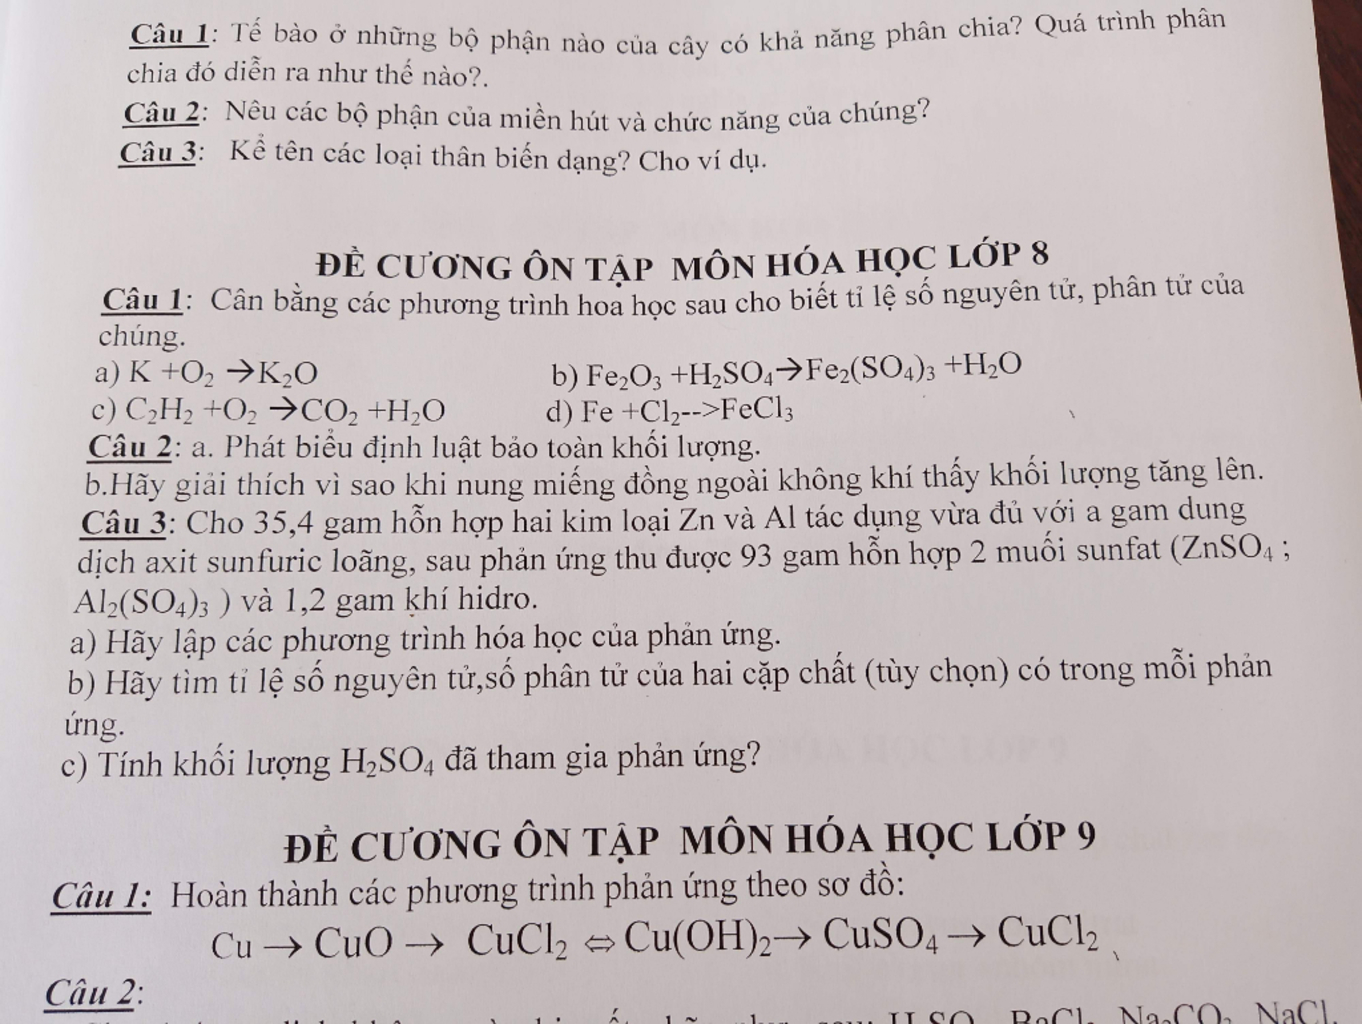 Câu 1: Tế bào ở những bộ phận nào của cây có khả năng phân chia? Quá trình phân
chia đó diễn ra như thế nào?.
Câu 2: Nêu các bộ phận của miền hút và chức năng của chúng?
Câu 3: Kể tên các loại thân biến dạng? Cho ví dụ.
ĐỀ CƯƠNG ÔN TẬP MÔN HÓA HỌC LỚP 8
Câu 1: Cân bằng các phương trình hoa học sau cho biết tỉ lệ số nguyên tử, phân tử của
chúng.
a) K +O₂ →K₂O b) Fe₂O₃ +H₂SO₄→Fe₂(SO₄)₃ +H₂O
c) C₂H₂ +O₂ →CO₂ +H₂O d) Fe +Cl₂-->FeCl₃
Câu 2: a. Phát biểu định luật bảo toàn khối lượng.
b.Hãy giải thích vì sao khi nung miếng đồng ngoài không khí thấy khối lượng tăng lên.
Câu 3: Cho 35,4 gam hỗn hợp hai kim loại Zn và Al tác dụng vừa đủ với a gam dung
dịch axit sunfuric loãng, sau phản ứng thu được 93 gam hỗn hợp 2 muối sunfat (ZnSO₄ ;
Al₂(SO₄)₃ ) và 1,2 gam khí hidro.
a) Hãy lập các phương trình hóa học của phản ứng.
b) Hãy tìm tỉ lệ số nguyên tử,số phân tử của hai cặp chất (tùy chọn) có trong mỗi phản
ứng.
c) Tính khối lượng H₂SO₄ đã tham gia phản ứng?
ĐỀ CƯƠNG ÔN TẬP MÔN HÓA HỌC LỚP 9
Câu 1: Hoàn thành các phương trình phản ứng theo sơ đồ:
Cu → CuO → CuCl₂ ⇔ Cu(OH)₂→ CuSO₄ → CuCl₂
Câu 2:
BaCl₂ Na₂CO₃ NaCl.